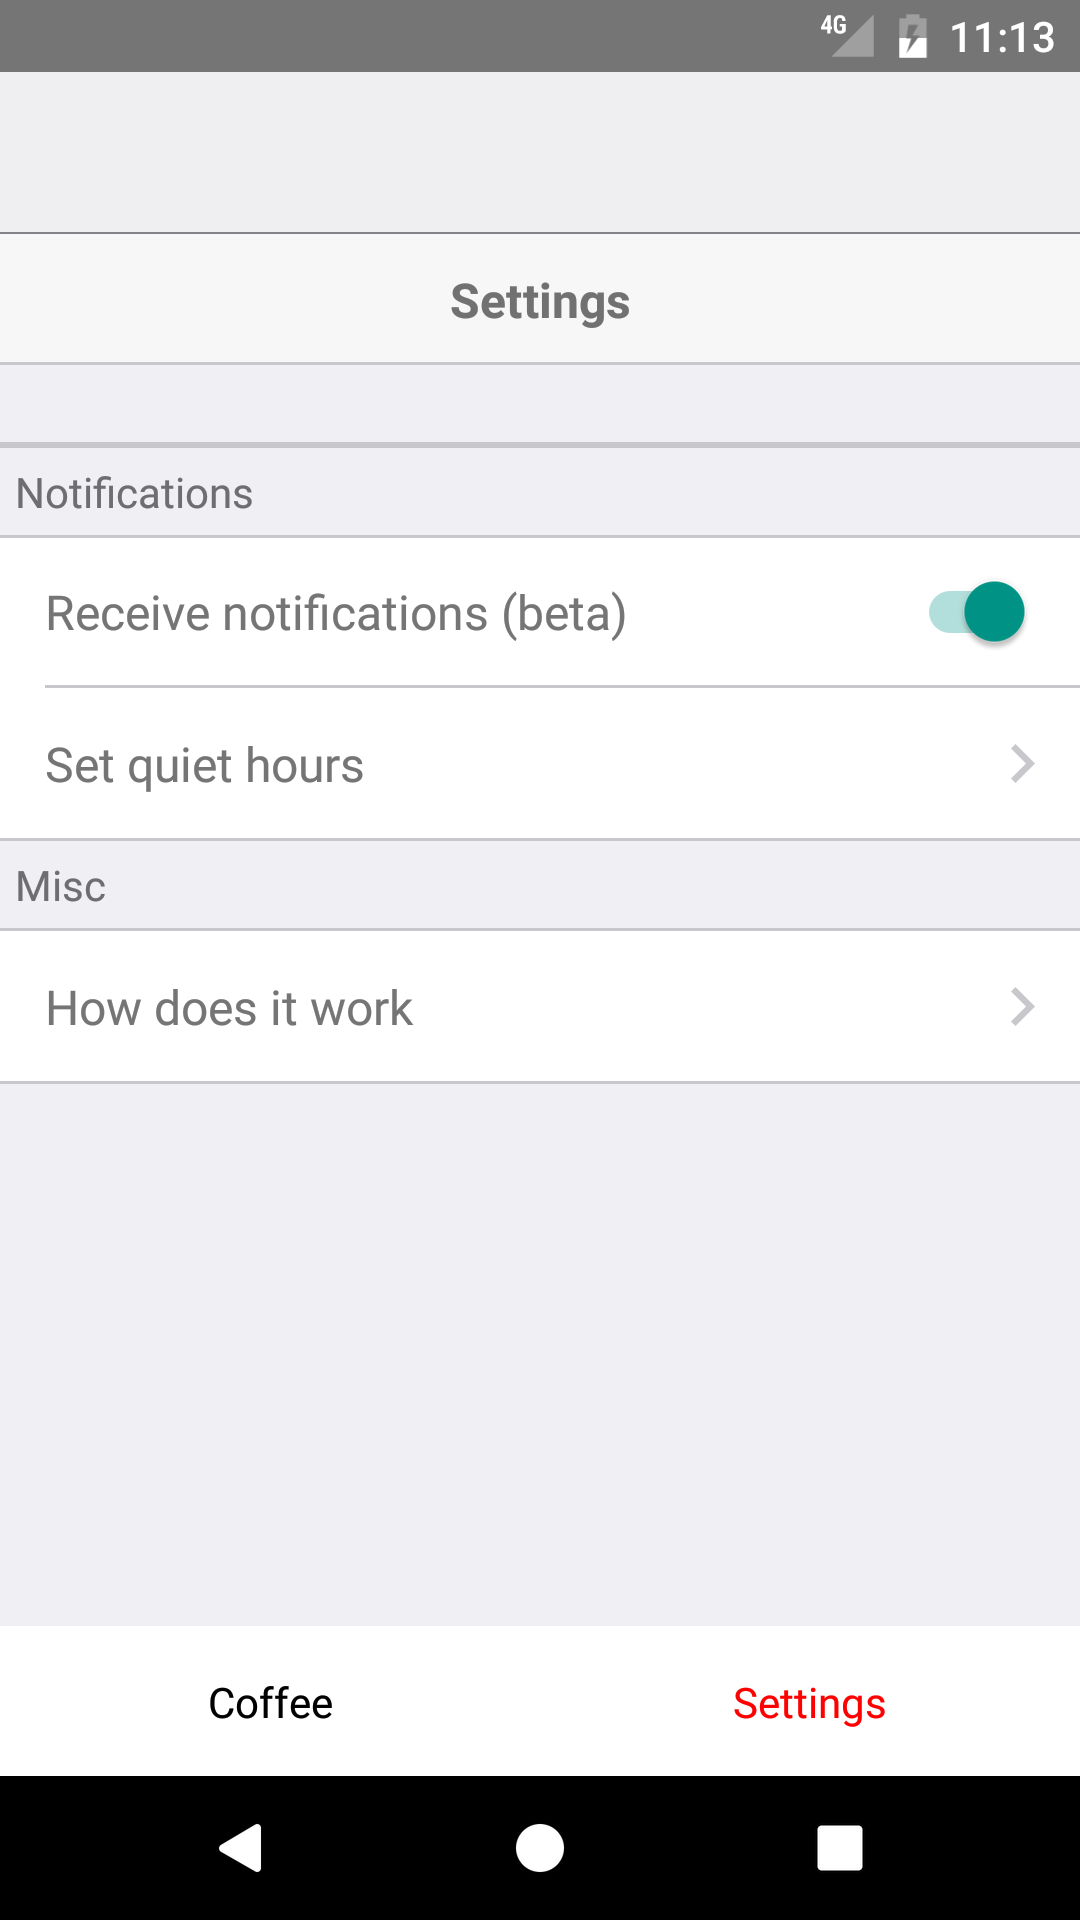 4G 11:13
Settings
Notifications
Receive notifications (beta)
Set quiet hours
Misc
How does it work
Coffee Settings